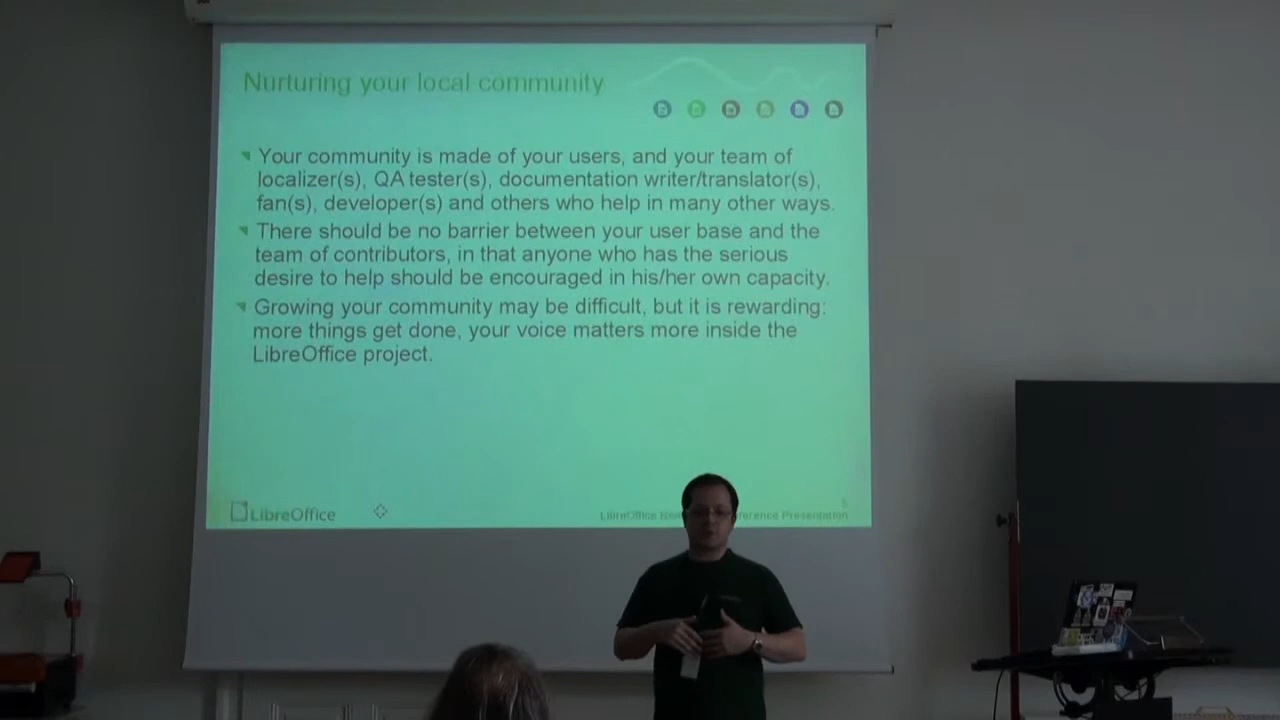 Nurturing your local community
Your community is made of your users, and your team of
localizer(s), QA tester(s), documentation writer/translator(s),
fan(s), developer(s) and others who help in many other ways.
There should be no barrier between your user base and the
team of contributors, in that anyone who has the serious
desire to help should be encouraged in his/her own capacity.
Growing your community may be difficult, but it is rewarding:
more things get done, your voice matters more inside the
LibreOffice project.
5
LibreOffice
LibreOffice Presentation